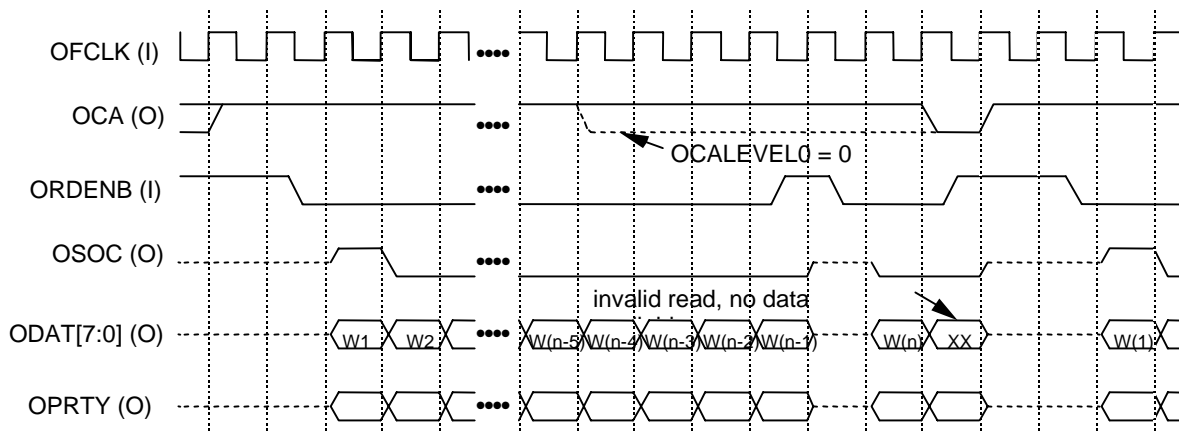 OFCLK (I)
OCA (O)
OCALEVEL0 = 0
ORDENB (I)
OSOC (O)
invalid read, no data
ODAT[7:0] (O)
W1 W2 W(n-5) W(n-4) W(n-3) W(n-2) W(n-1) W(n) XX W(1)
OPRTY (O)